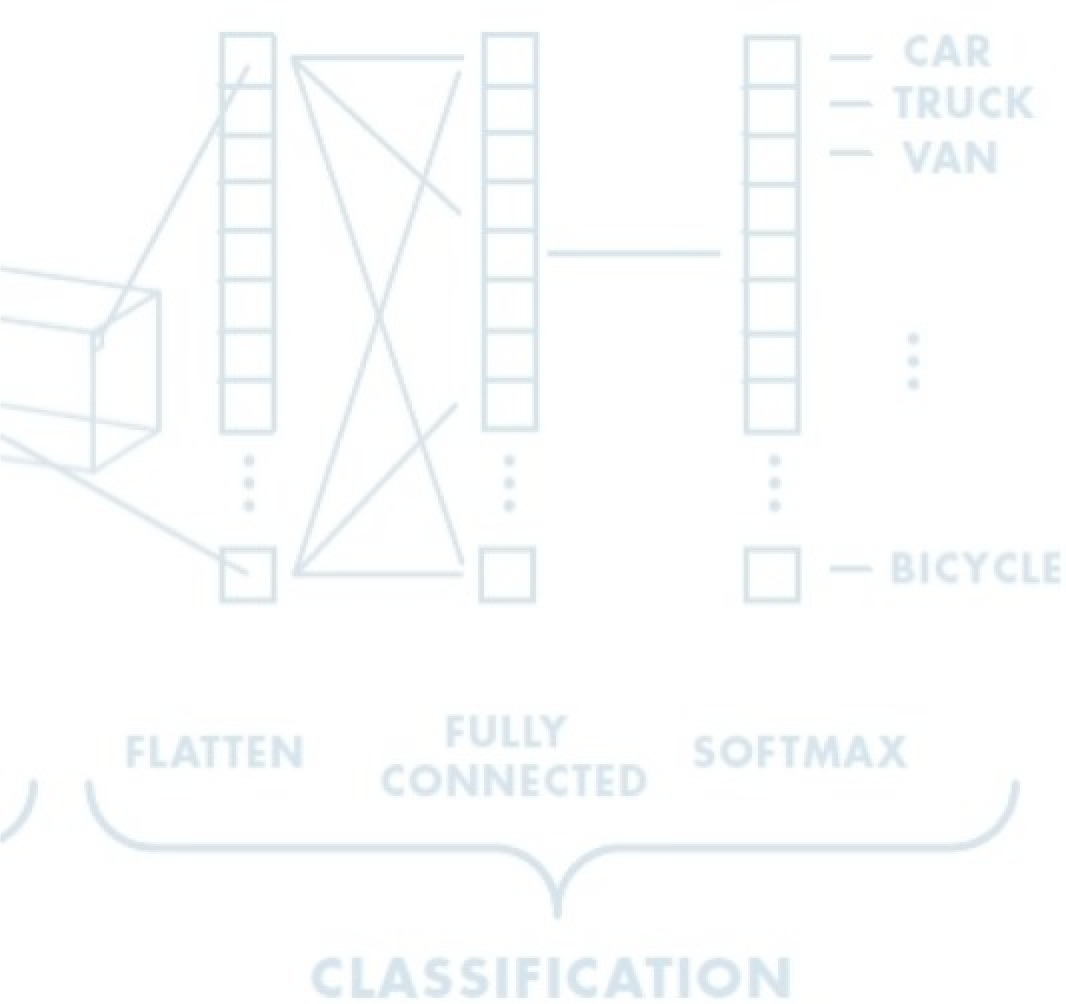 CAR
TRUCK
VAN
BICYCLE
FLATTEN
FULLY
CONNECTED
SOFTMAX
CLASSIFICATION